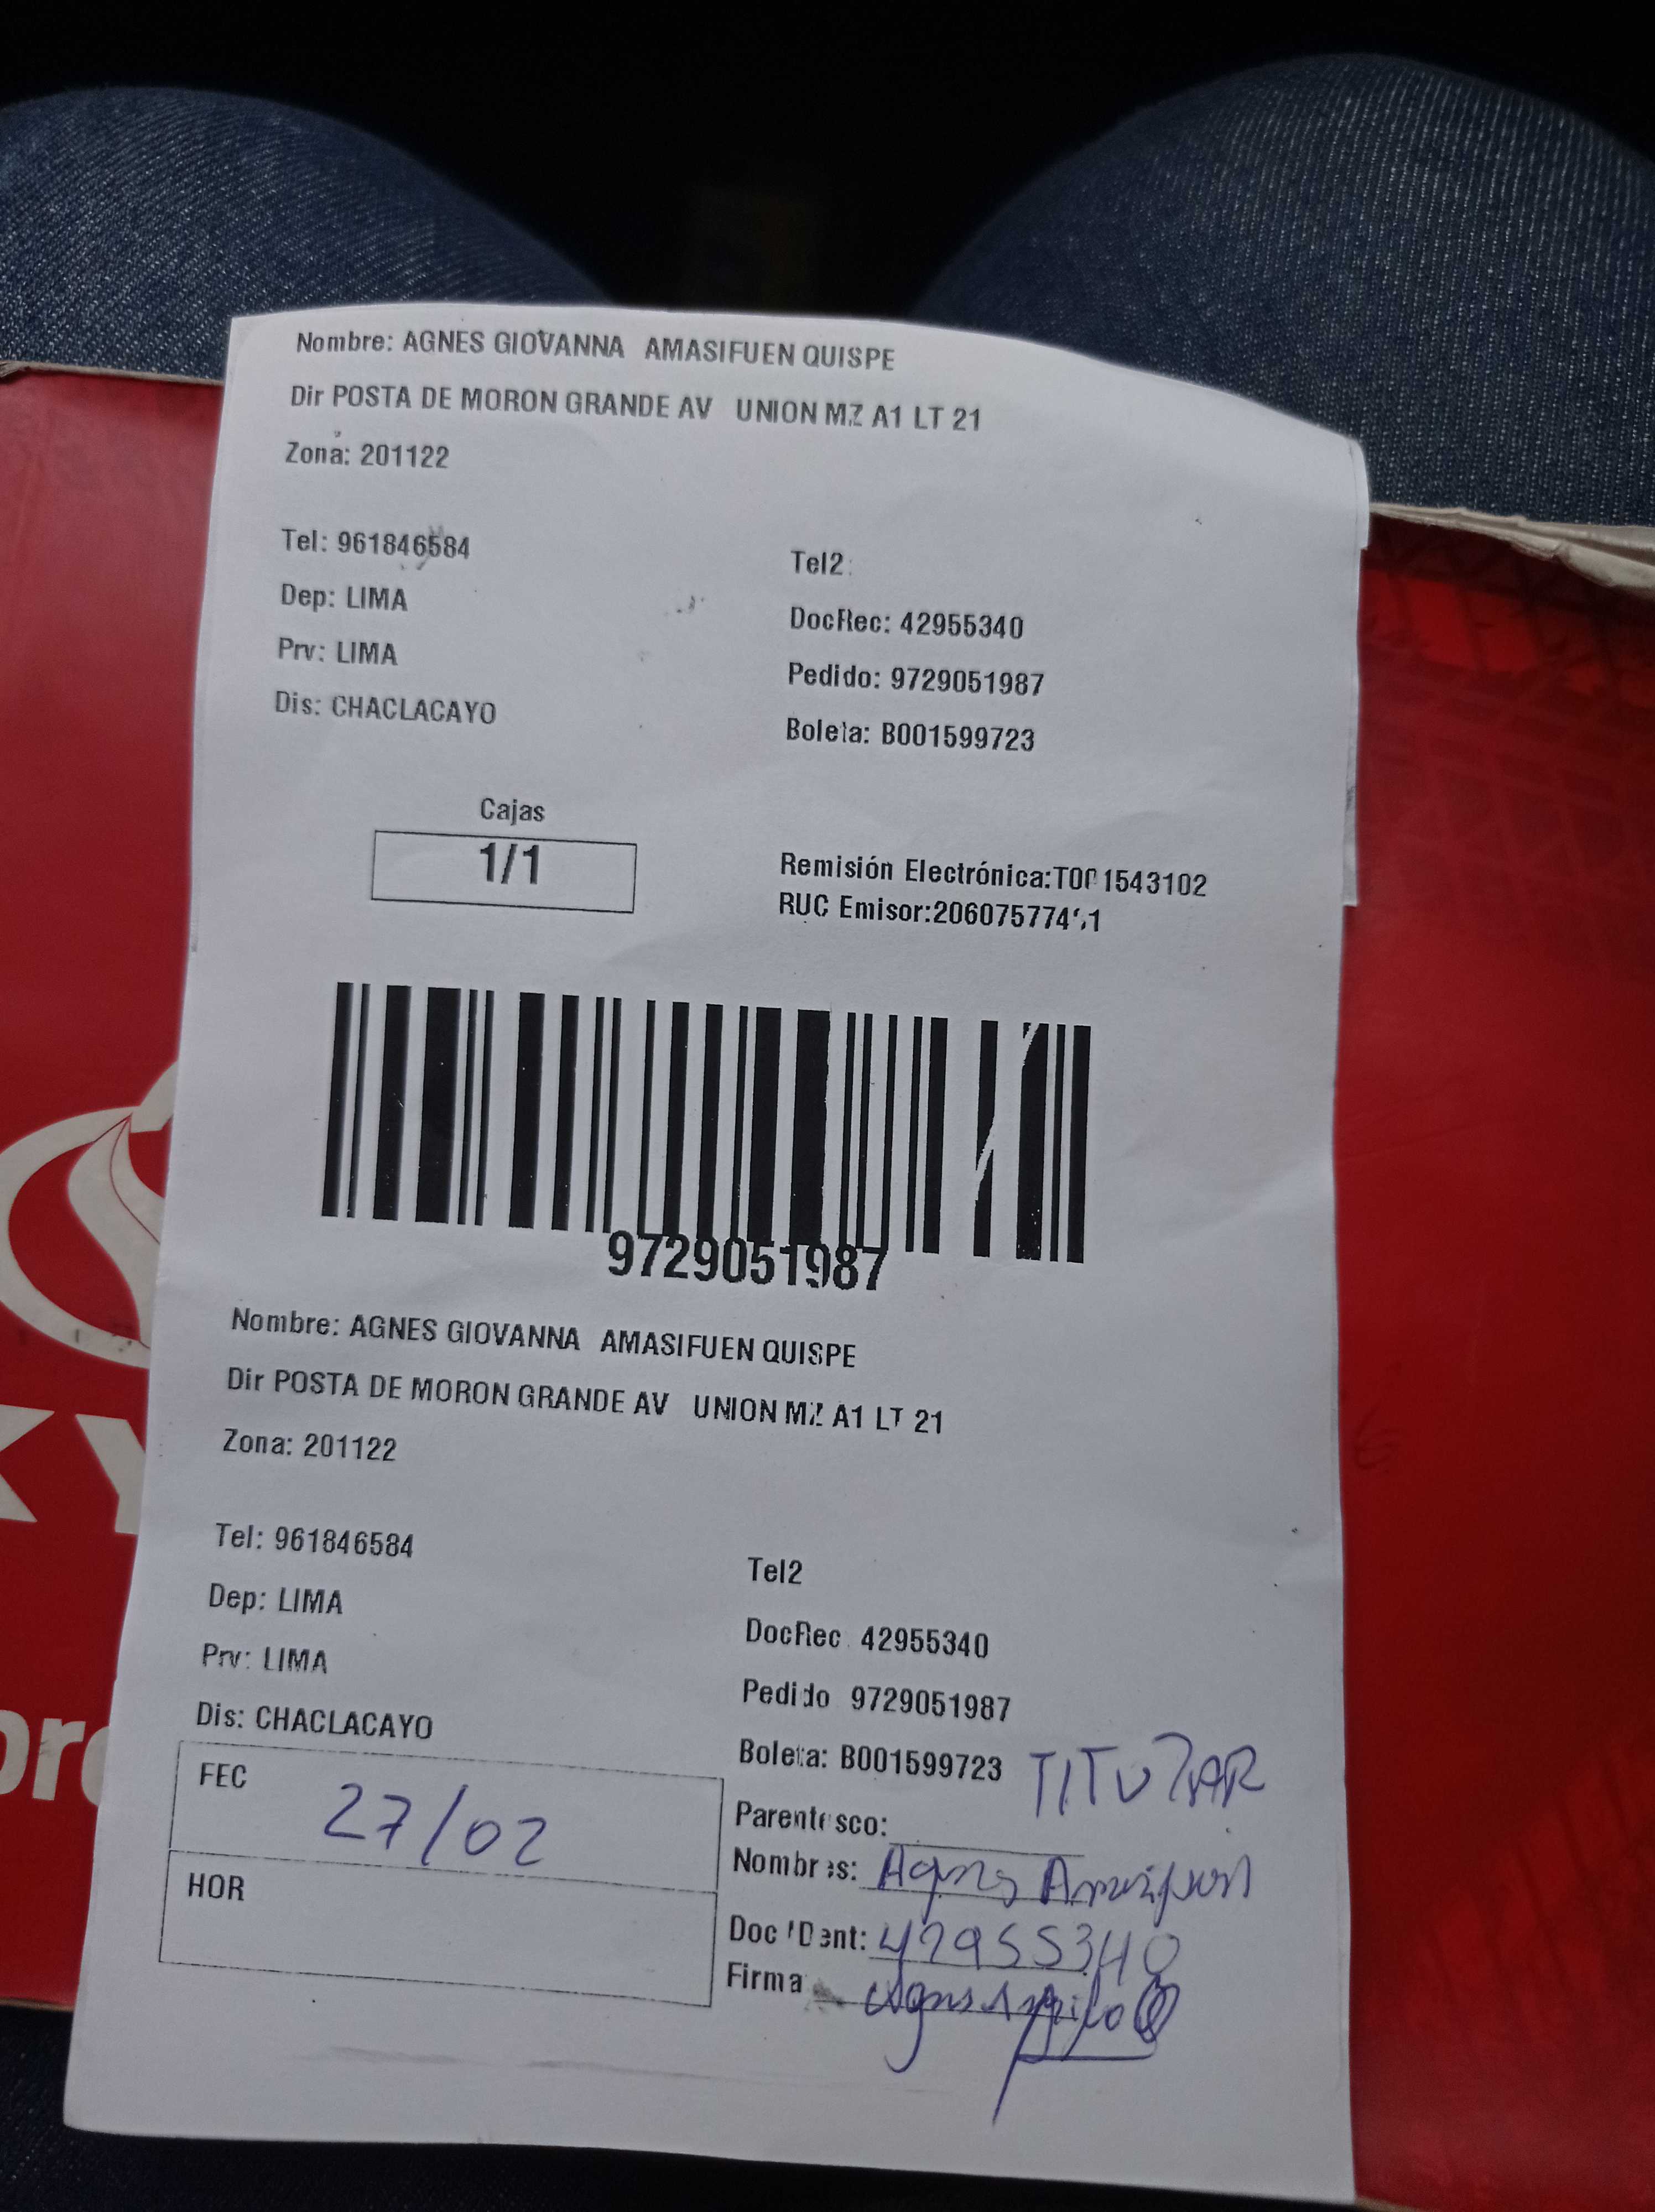 Nombre: AGNES GIOVANNA AMASIFUEN QUISPE
Dir POSTA DE MORON GRANDE AV UNION MZ A1 LT 21
Zona: 201122
Tel: 961846584
Tel2:
Dep: LIMA
DocRec: 42955340
Prv: LIMA
Pedido: 9729051987
Dis: CHACLACAYO
Boleta: B001599723
Cajas
1/1
Remisión Electrónica:T001543102
RUC Emisor:
9729051987
Nombre: AGNES GIOVANNA AMASIFUEN QUISPE
Dir POSTA DE MORON GRANDE AV UNION MZ A1 LT 21
Zona: 201122
Tel: 961846584
Tel2
Dep: LIMA
DocRec 42955340
Prv: LIMA
Pedido 9729051987
Dis: CHACLACAYO
Boleta: B001599723
TITULAR
FEC 27/02
Parentesco:
Nombres: Agnes Amasifuen
HOR
Doc IDent: 42955340
Firma
KY
pro